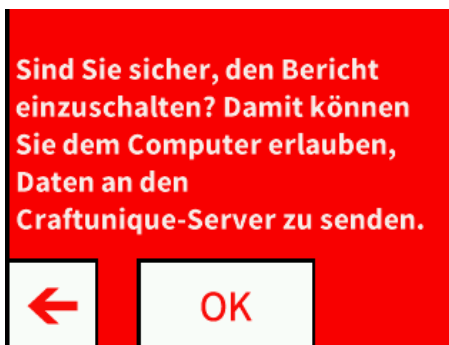 Sind Sie sicher, den Bericht
einzuschalten? Damit können
Sie dem Computer erlauben,
Daten an den
Craftunique-Server zu senden.
OK